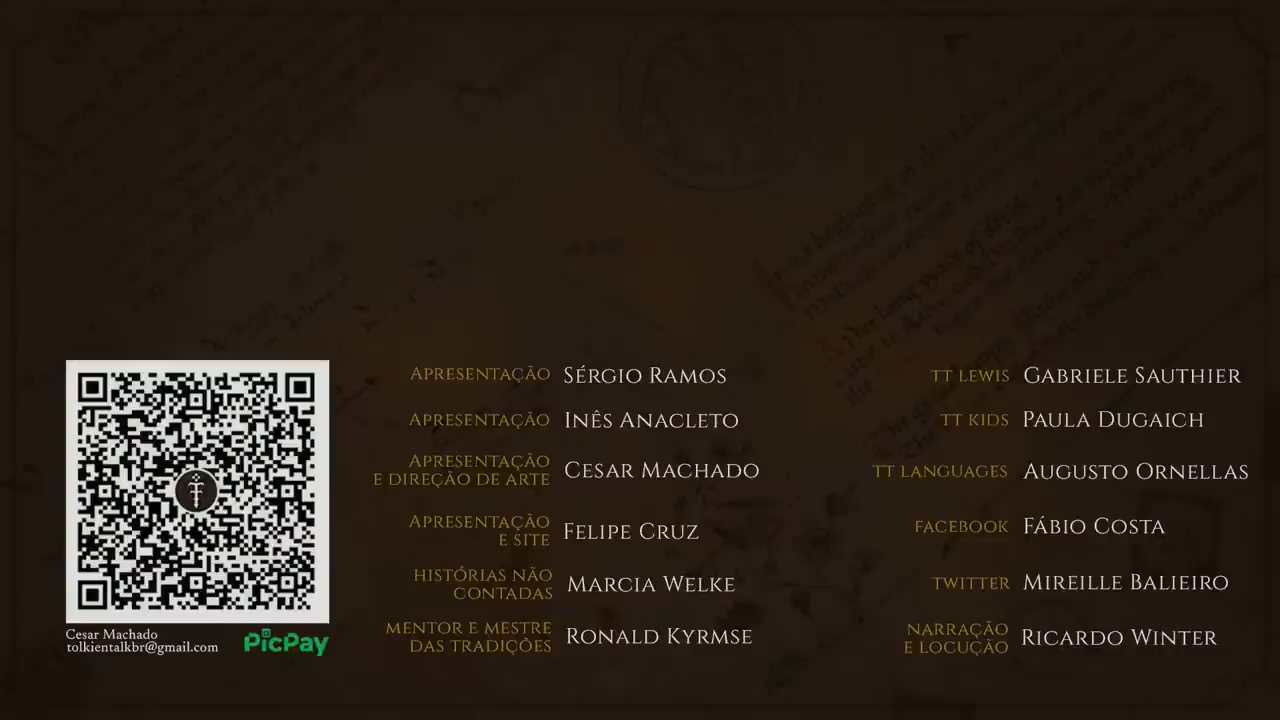 APRESENTAÇÃO SÉRGIO RAMOS
APRESENTAÇÃO INÊS ANACLETO
APRESENTAÇÃO
E DIREÇÃO DE ARTE CESAR MACHADO
APRESENTAÇÃO
E SITE FELIPE CRUZ
HISTÓRIAS NÃO
CONTADAS MARCIA WELKE
MENTOR E MESTRE
DAS TRADIÇÕES RONALD KYRMSE
TT LEWIS GABRIELE SAUTHIER
TT KIDS PAULA DUGAICH
TT LANGUAGES AUGUSTO ORNELLAS
FACEBOOK FÁBIO COSTA
TWITTER MIREILLE BALIEIRO
NARRAÇÃO
E LOCUÇÃO RICARDO WINTER
Cesar Machado
tolkientalkbr@gmail.com
PicPay